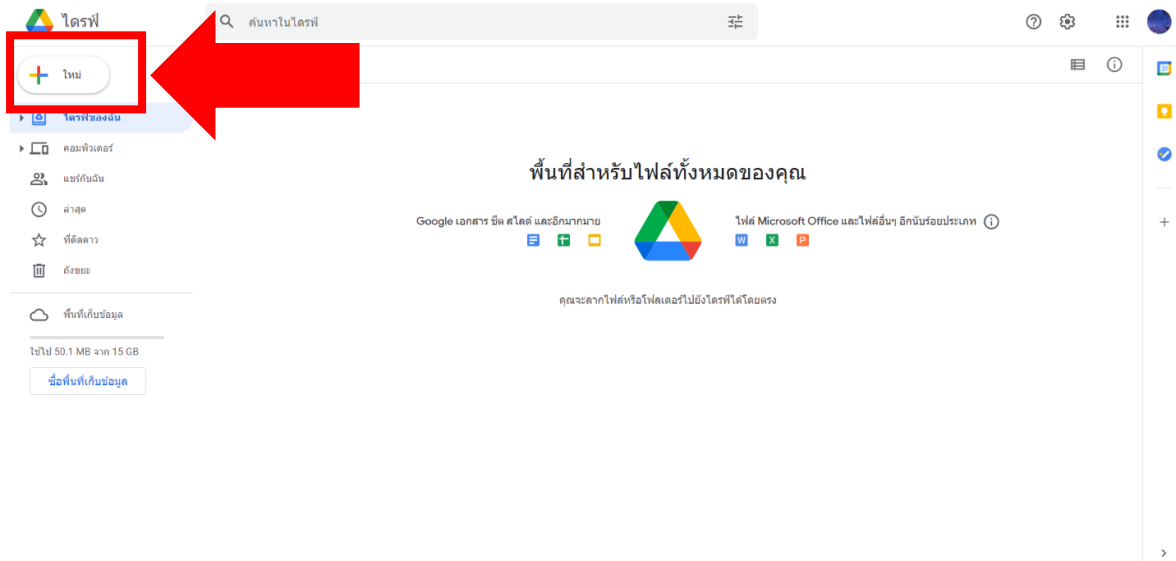 ไดรฟ์
ค้นหาในไดรฟ์
ใหม่
ไดรฟ์ของฉัน
คอมพิวเตอร์
แชร์กับฉัน
ล่าสุด
ที่ติดดาว
ถังขยะ
พื้นที่เก็บข้อมูล
ใช้ไป 50.1 MB จาก 15 GB
ซื้อพื้นที่เก็บข้อมูล
พื้นที่สำหรับไฟล์ทั้งหมดของคุณ
Google เอกสาร ชีต สไลด์ และอีกมากมาย
ไฟล์ Microsoft Office และไฟล์อื่นๆ อีกนับร้อยประเภท
W X P
คุณจะลากไฟล์หรือโฟลเดอร์ไปยังไดรฟ์ได้โดยตรง
31